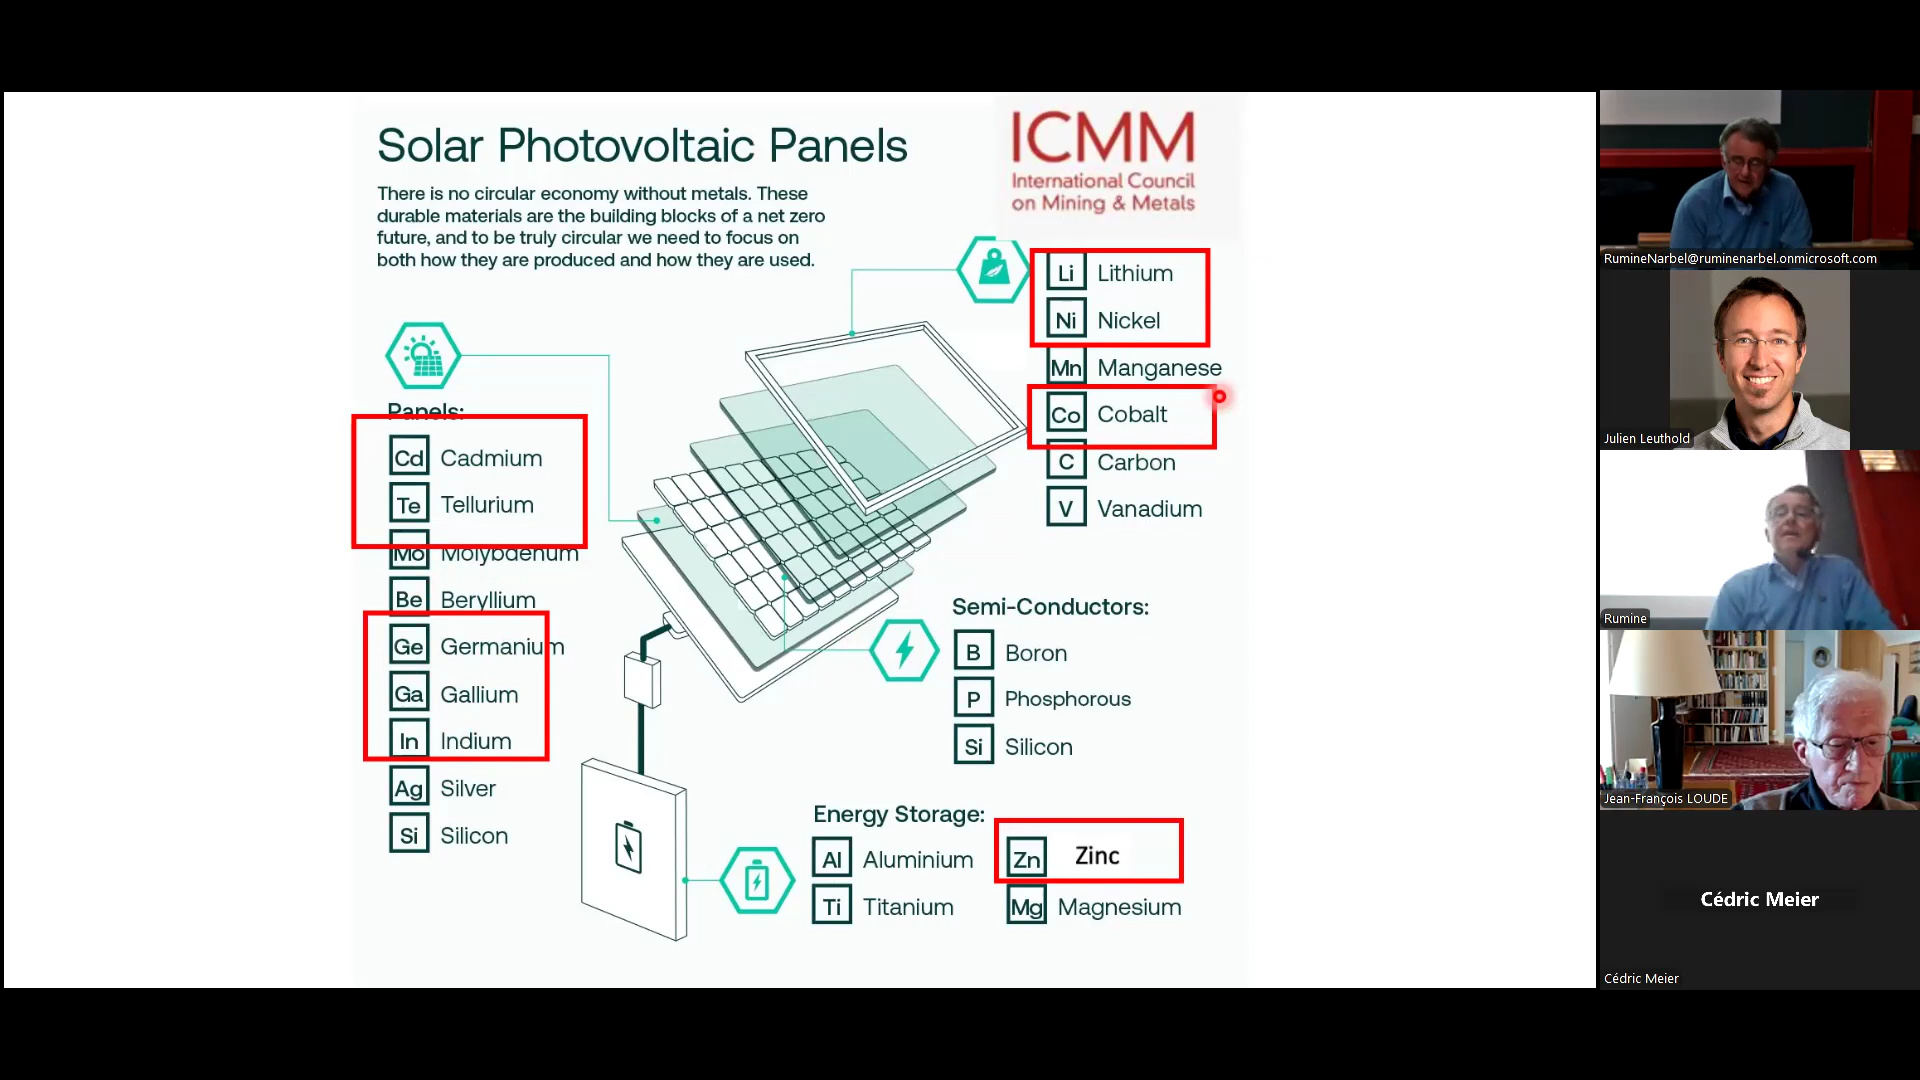 Solar Photovoltaic Panels
There is no circular economy without metals. These
durable materials are the building blocks of a net zero
future, and to be truly circular we need to focus on
both how they are produced and how they are used.
ICMM
International Council
on Mining & Metals
Li Lithium
Ni Nickel
Mn Manganese
Co Cobalt
C Carbon
V Vanadium
Panels:
Cd Cadmium
Te Tellurium
Mo Molybdenum
Be Beryllium
Ge Germanium
Ga Gallium
In Indium
Ag Silver
Si Silicon
Semi-Conductors:
B Boron
P Phosphorous
Si Silicon
Energy Storage:
Al Aluminium
Zn Zinc
Ti Titanium
Mg Magnesium
RumineNarbel@ruminenarbel.onmicrosoft.com
Julien Leuthold
Rumine
Jean-François LOUDE
Cédric Meier
Cédric Meier